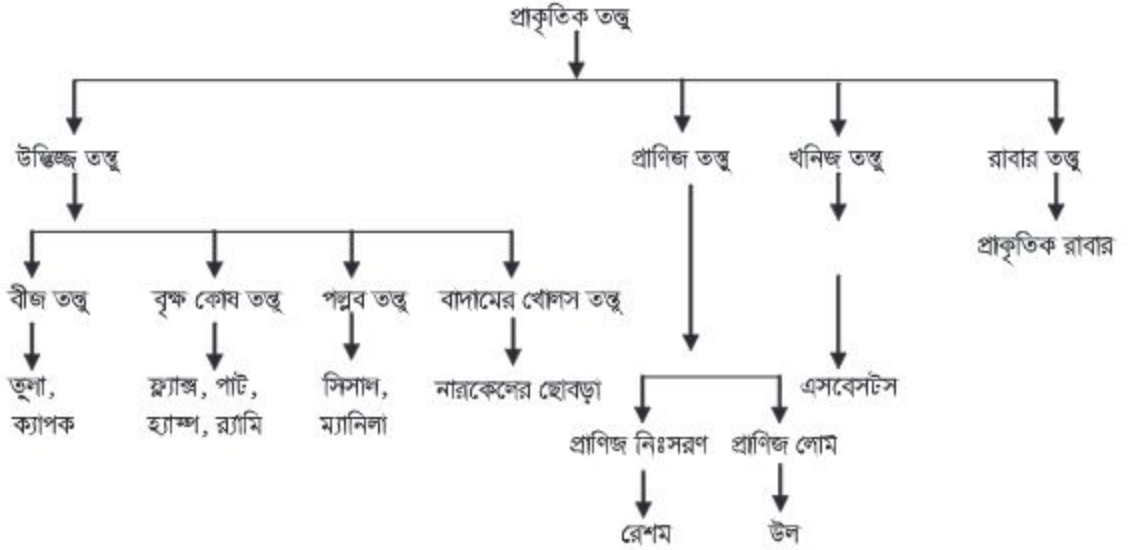 প্রাকৃতিক তন্তু
উদ্ভিজ্জ তন্তু
প্রাণিজ তন্তু
খনিজ তন্তু
রাবার তন্তু
প্রাকৃতিক রাবার
বীজ তন্তু
বৃক্ষ কোষ তন্তু
পল্লব তন্তু
বাদামের খোলস তন্তু
তুলা,
ক্যাপক
ফ্ল্যাক্স, পাট,
হ্যাম্প, র‍্যামি
সিসাল,
ম্যানিলা
নারকেলের ছোবড়া
এসবেসটস
প্রাণিজ নিঃসরণ
প্রাণিজ লোম
রেশম
উল